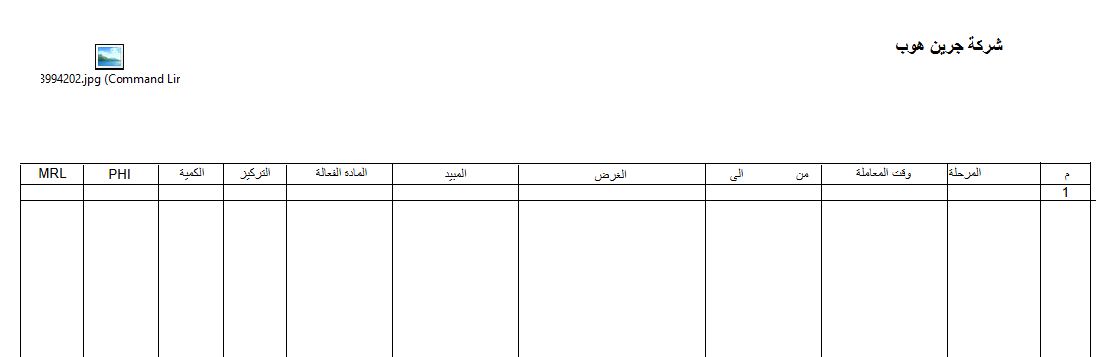 شركة جرين هوب
3994202.jpg (Command Lir
م المرحلة وقت المعاملة من الى الغرض المبيد الماده الفعالة التركيز الكمية PHI MRL
1